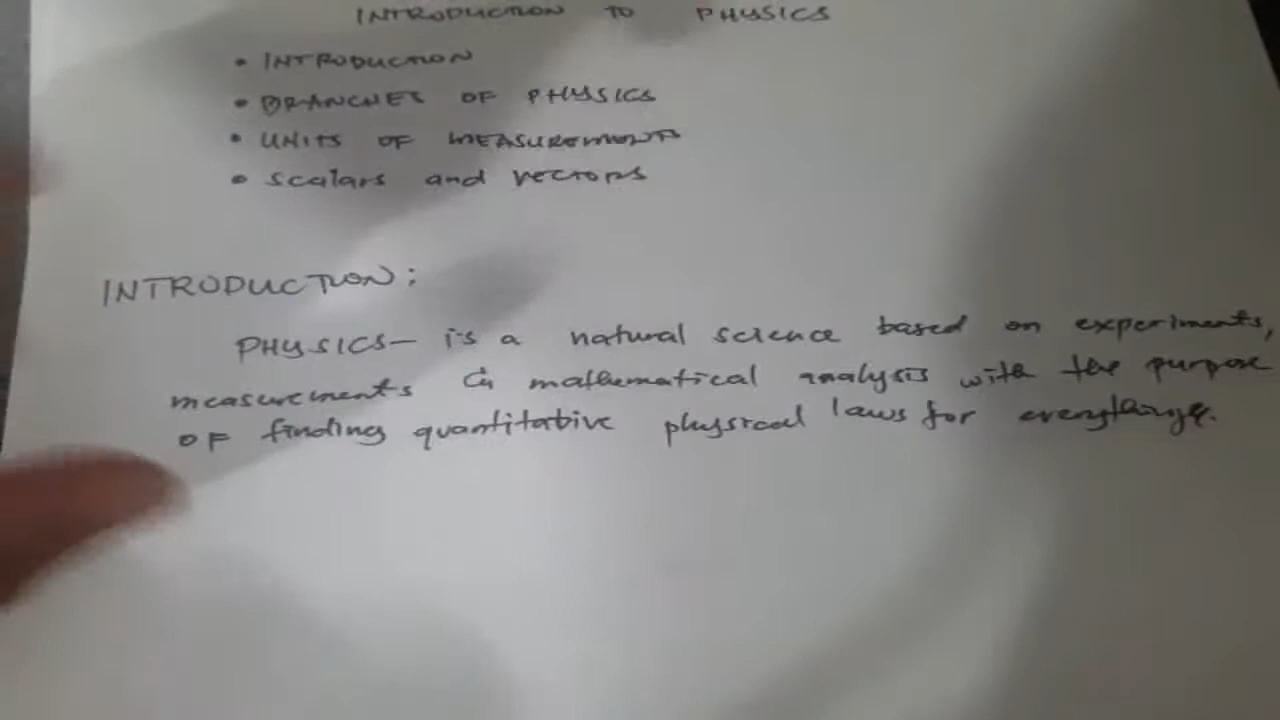 INTRODUCTION TO PHYSICS
• INTRODUCTION
• BRANCHES OF PHYSICS
• UNITS OF MEASUREMENTS
• Scalars and vectors
INTRODUCTION:
PHYSICS- is a natural science based on experiments,
measurements & mathematical analysis with the purpose
OF finding quantitative physical laws for everything.